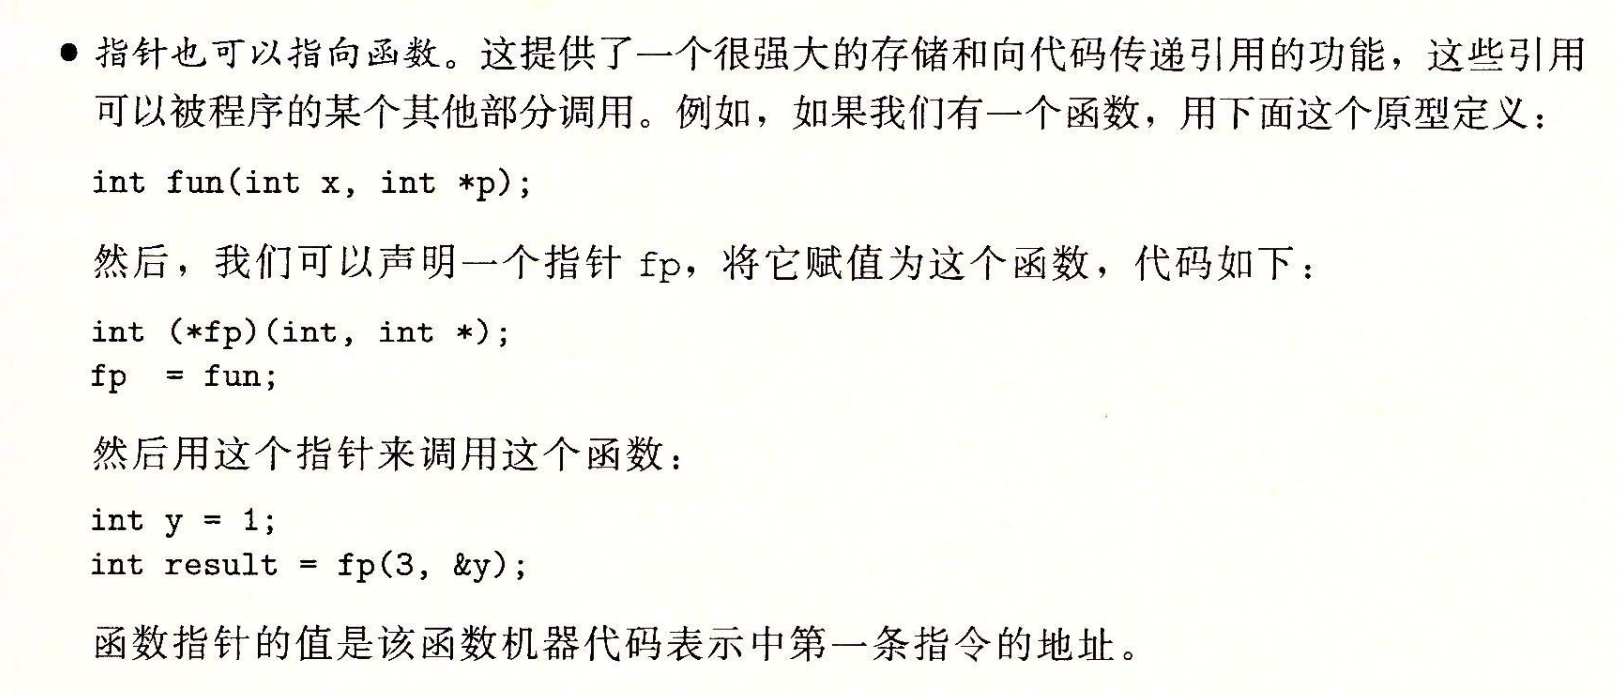 ● 指针也可以指向函数。这提供了一个很强大的存储和向代码传递引用的功能，这些引用
可以被程序的某个其他部分调用。例如，如果我们有一个函数，用下面这个原型定义：
int fun(int x, int *p);
然后，我们可以声明一个指针 fp，将它赋值为这个函数，代码如下：
int (*fp)(int, int *);
fp  = fun;
然后用这个指针来调用这个函数：
int y = 1;
int result = fp(3, &y);
函数指针的值是该函数机器代码表示中第一条指令的地址。